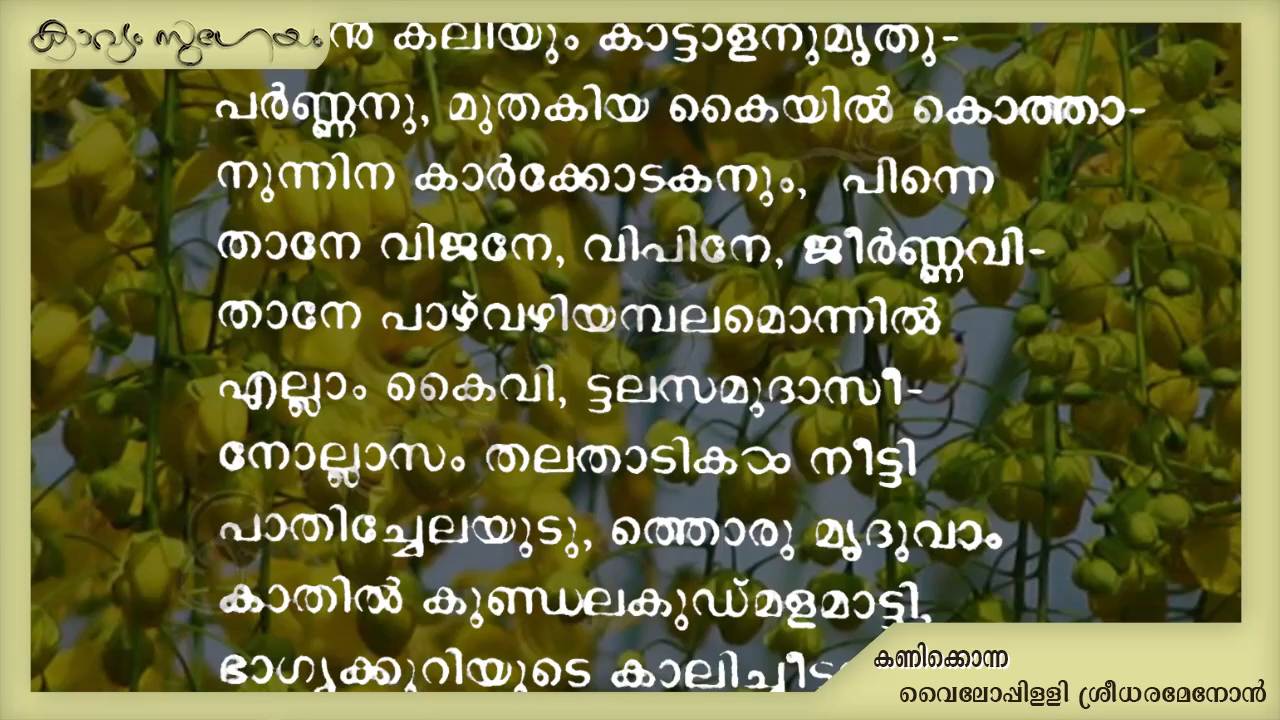 കാവ്യം സുഗേയം
കലിയും കാട്ടാളനുമൃതു-
പർണ്ണനു, മുതകിയ കൈയിൽ കൊത്താ-
നുന്നിന കാർക്കോടകനും, പിന്നെ
താനേ വിജനേ, വിപിനേ, ജീർണ്ണവി-
താനേ പാഴ്‌വഴിയമ്പലമൊന്നിൽ
എല്ലാം കൈവി, ട്ടലസമുദാസീ-
നോല്ലാസം തലതാടികൾ നീട്ടി
പാതിച്ചേലയുടു, ത്തൊരു മൃദുവാം
കാതിൽ കുണ്ഡലകുഡ്മളമാട്ടി,
ഭാഗ്യക്കുറിയുടെ
കണിക്കൊന്ന
വൈലോപ്പിള്ളി ശ്രീധരമേനോൻ